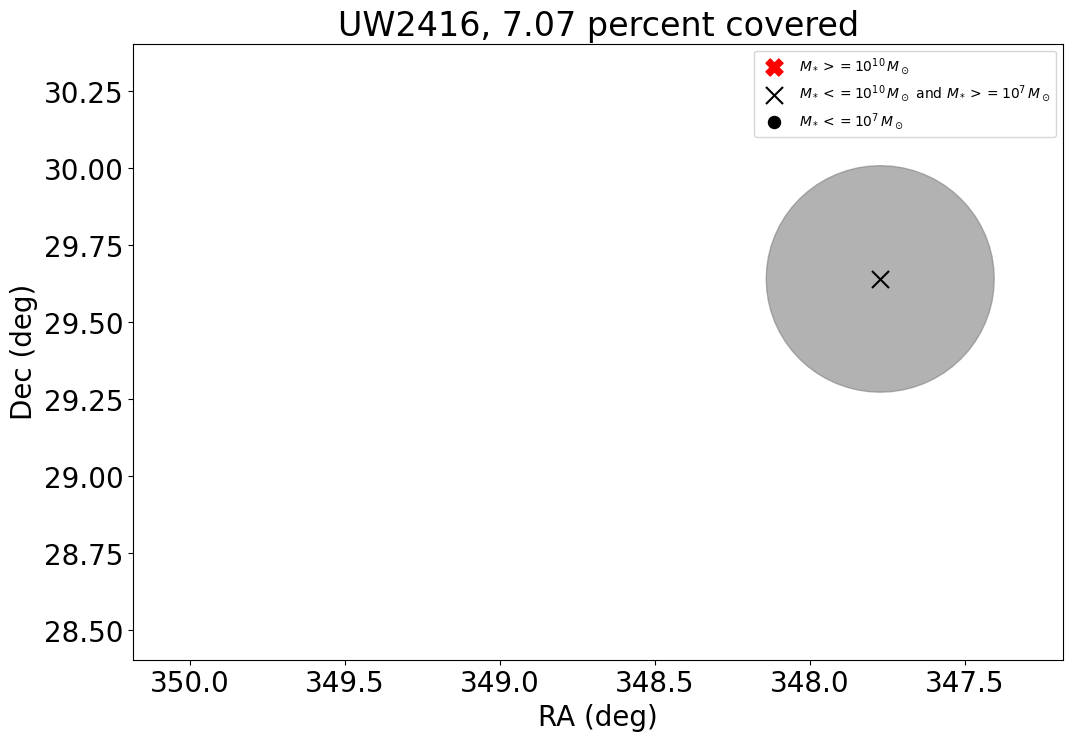 UW2416, 7.07 percent covered
M* >= 10^10 M⊙
M* <= 10^10 M⊙ and M* >= 10^7 M⊙
M* <= 10^7 M⊙
30.25
30.00
29.75
29.50
29.25
29.00
28.75
28.50
Dec (deg)
350.0 349.5 349.0 348.5 348.0 347.5
RA (deg)